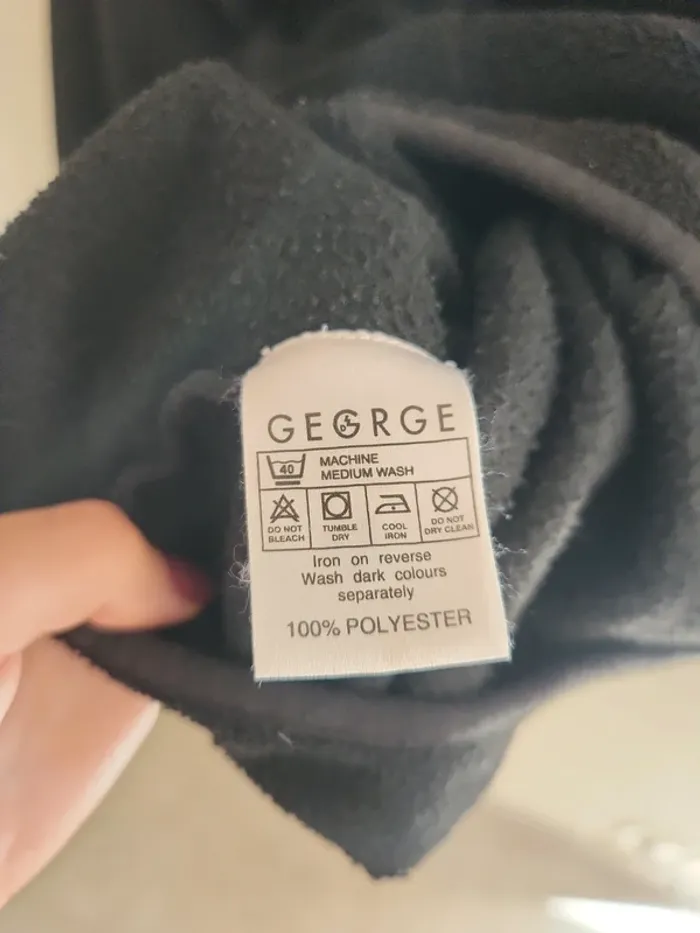 GEORGE
40 MACHINE
MEDIUM WASH
DO NOT BLEACH
TUMBLE DRY
COOL IRON
DO NOT DRY CLEAN
Iron on reverse
Wash dark colours
separately
100% POLYESTER